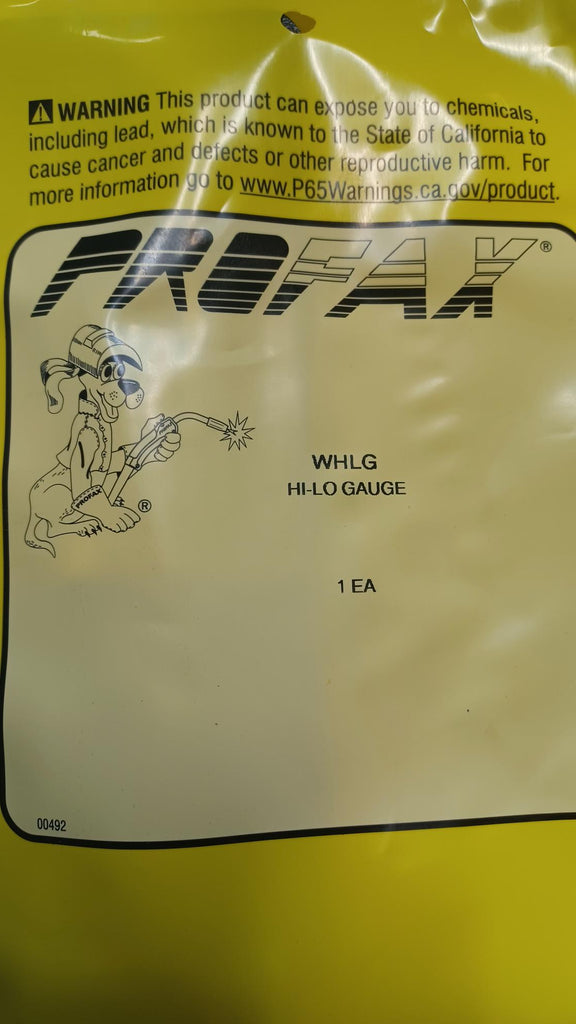 ⚠ WARNING This product can expose you to chemicals,
including lead, which is known to the State of California to
cause cancer and defects or other reproductive harm. For
more information go to www.P65Warnings.ca.gov/product.
PROFAX®
PROFAX
®
WHLG
HI-LO GAUGE
1 EA
00492